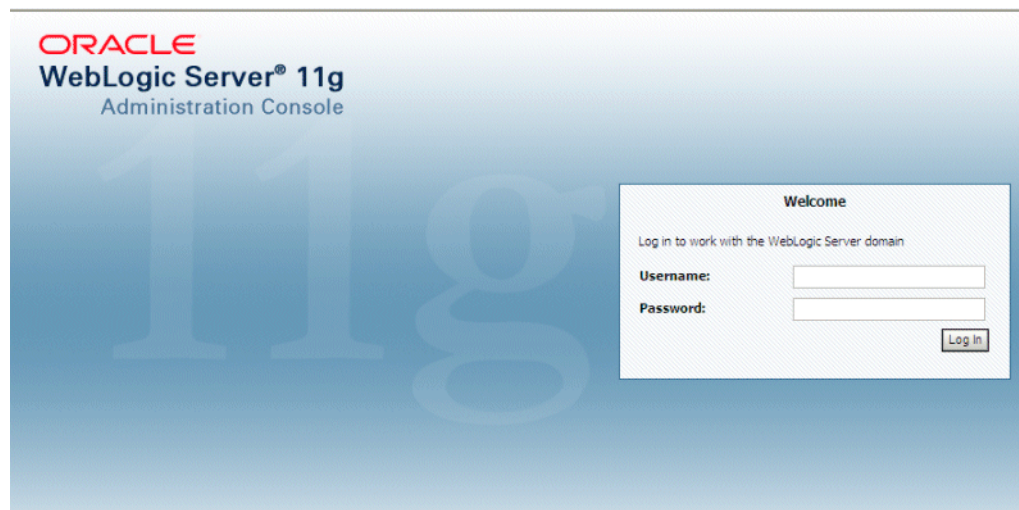 ORACLE
WebLogic Server® 11g
Administration Console
11g
Welcome
Log in to work with the WebLogic Server domain
Username:
Password:
Log In